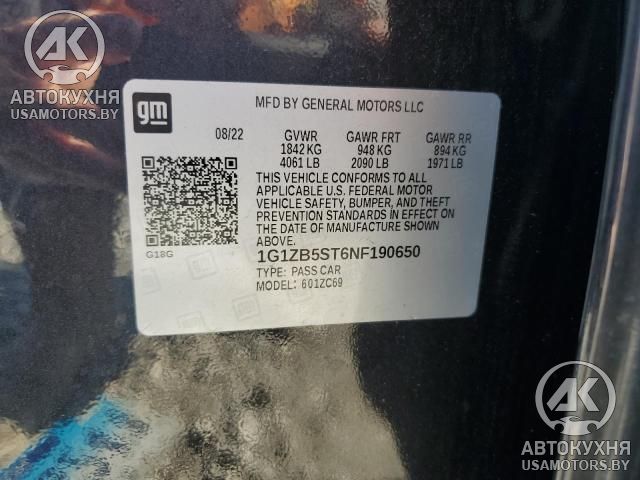 АВТОКУХНЯ
USAMOTORS.BY
gm
MFD BY GENERAL MOTORS LLC
08/22 GVWR GAWR FRT GAWR RR
1842 KG 948 KG 894 KG
4061 LB 2090 LB 1971 LB
THIS VEHICLE CONFORMS TO ALL
APPLICABLE U.S. FEDERAL MOTOR
VEHICLE SAFETY, BUMPER, AND THEFT
PREVENTION STANDARDS IN EFFECT ON
THE DATE OF MANUFACTURE SHOWN
ABOVE.
G18G
1G1ZB5ST6NF190650
TYPE: PASS CAR
MODEL: 601ZC69
АК
АВТОКУХНЯ
USAMOTORS.BY